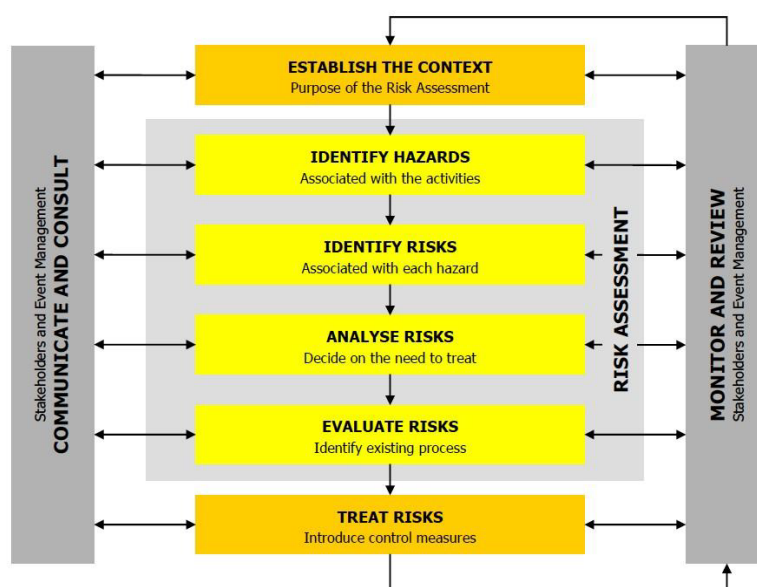 ESTABLISH THE CONTEXT
Purpose of the Risk Assessment
IDENTIFY HAZARDS
Associated with the activities
IDENTIFY RISKS
Associated with each hazard
ANALYSE RISKS
Decide on the need to treat
EVALUATE RISKS
Identify existing process
TREAT RISKS
Introduce control measures
Stakeholders and Event Management
COMMUNICATE AND CONSULT
RISK ASSESSMENT
MONITOR AND REVIEW
Stakeholders and Event Management